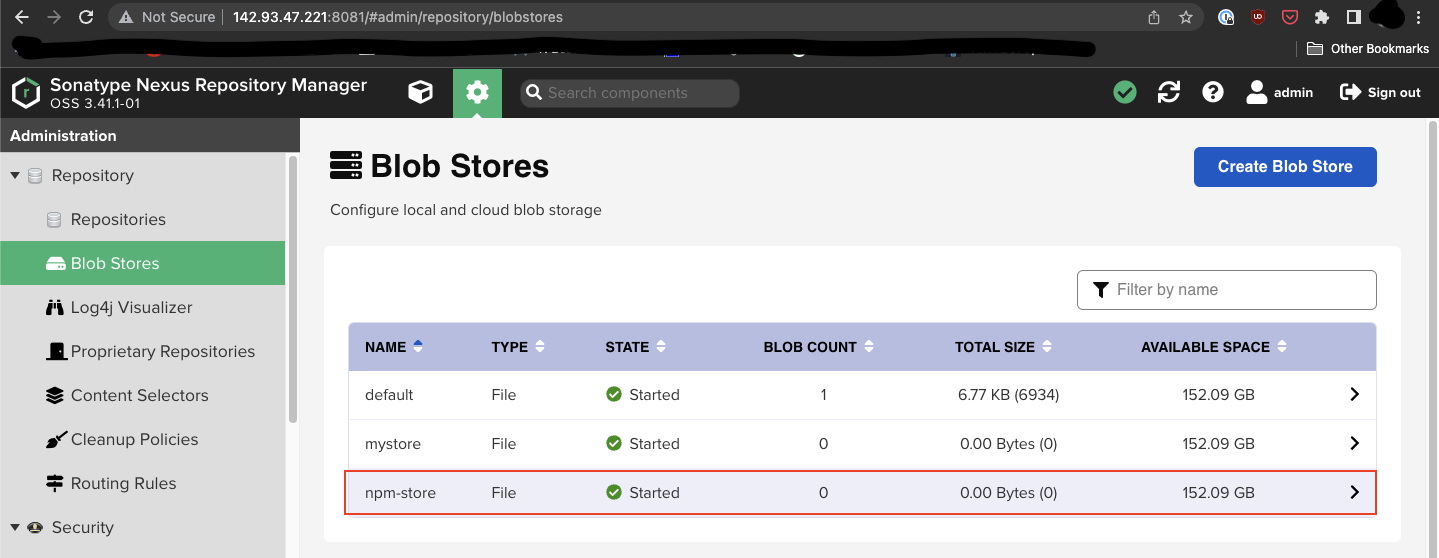 Not Secure | 142.93.47.221:8081/#admin/repository/blobstores
Other Bookmarks
Sonatype Nexus Repository Manager
OSS 3.41.1-01
Search components
admin
Sign out
Administration
Repository
Repositories
Blob Stores
Log4j Visualizer
Proprietary Repositories
Content Selectors
Cleanup Policies
Routing Rules
Security
Blob Stores
Create Blob Store
Configure local and cloud blob storage
Filter by name
NAME TYPE STATE BLOB COUNT TOTAL SIZE AVAILABLE SPACE
default File Started 1 6.77 KB (6934) 152.09 GB
mystore File Started 0 0.00 Bytes (0) 152.09 GB
npm-store File Started 0 0.00 Bytes (0) 152.09 GB